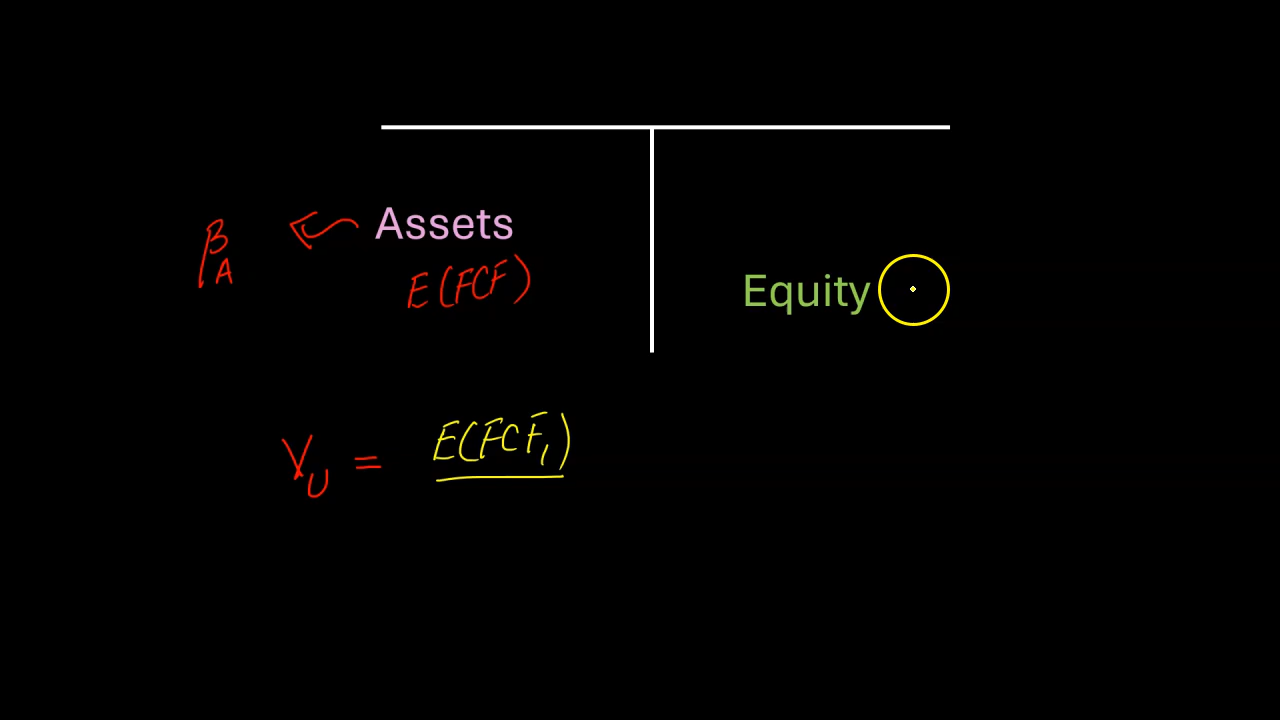 Assets
β_A
E(FCF)
Equity
V_U = E(FCF_1)